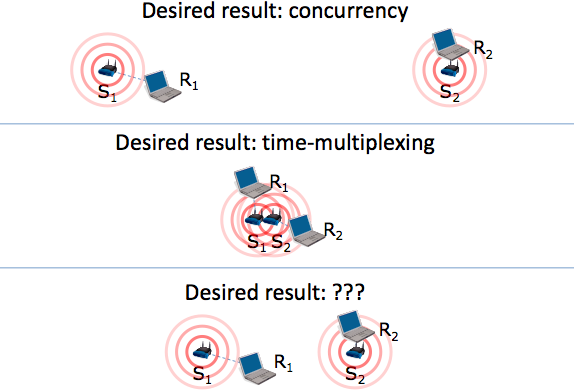 Desired result: concurrency
R2
R1
S1
S2
Desired result: time-multiplexing
R1
R2
S1 S2
Desired result: ???
R2
R1
S1
S2